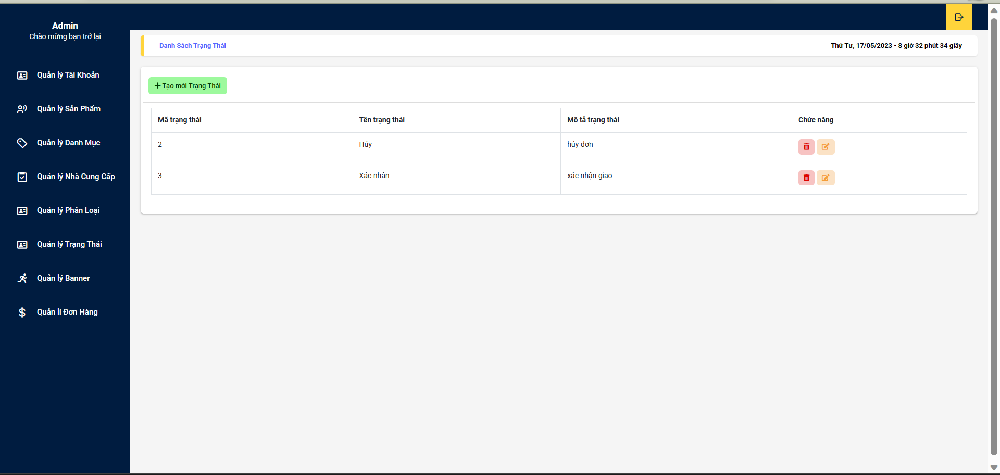 Admin
Chào mừng bạn trở lại
Quản lý Tài Khoản
Quản lý Sản Phẩm
Quản lý Danh Mục
Quản lý Nhà Cung Cấp
Quản lý Phân Loại
Quản lý Trạng Thái
Quản lý Banner
Quản lí Đơn Hàng
Danh Sách Trạng Thái
Thứ Tư, 17/05/2023 - 8 giờ 32 phút 34 giây
Tạo mới Trạng Thái
Mã trạng thái Tên trạng thái Mô tả trạng thái Chức năng
2 Hủy hủy đơn
3 Xác nhân xác nhận giao